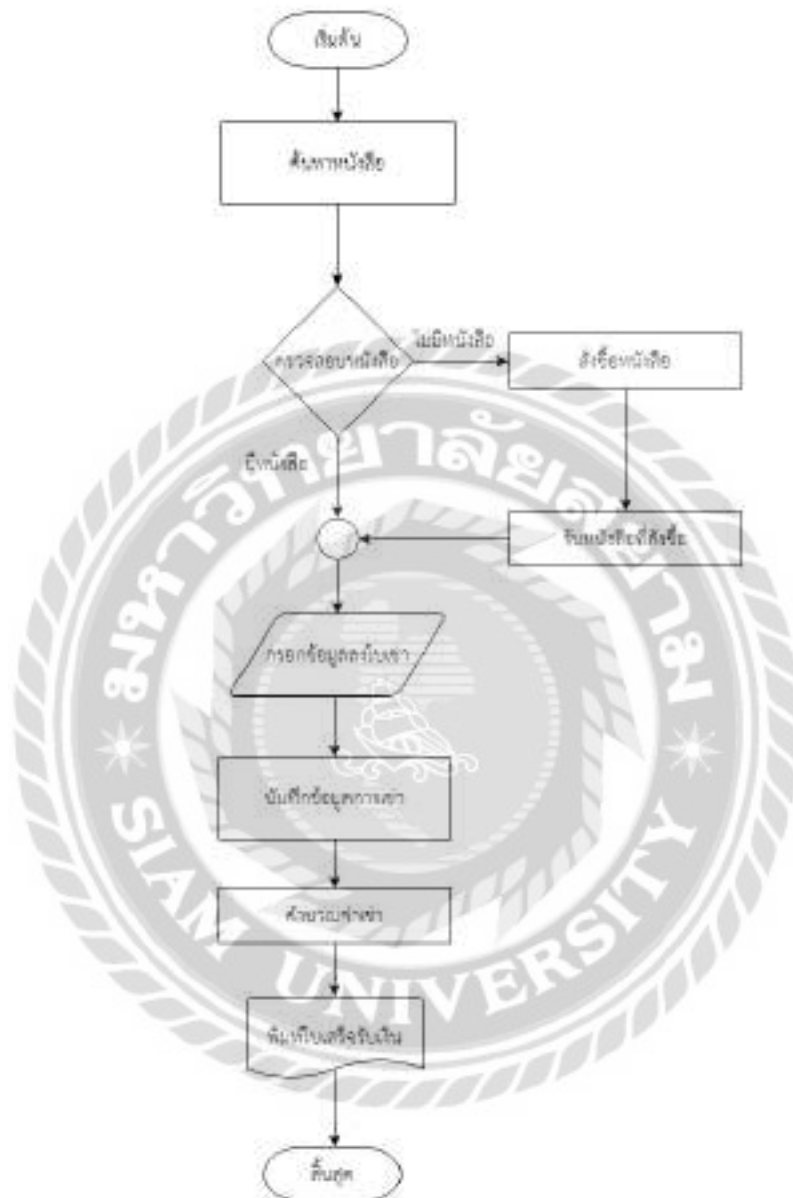 เริ่มต้น
ค้นหาหนังสือ
ตรวจสอบหนังสือ
ไม่มีหนังสือ
สั่งซื้อหนังสือ
มีหนังสือ
รับหนังสือที่สั่งซื้อ
กรอกข้อมูลลงใบเช่า
บันทึกข้อมูลการเช่า
คำนวณค่าเช่า
พิมพ์ใบเสร็จรับเงิน
สิ้นสุด
มหาวิทยาลัยสยาม
SIAM UNIVERSITY